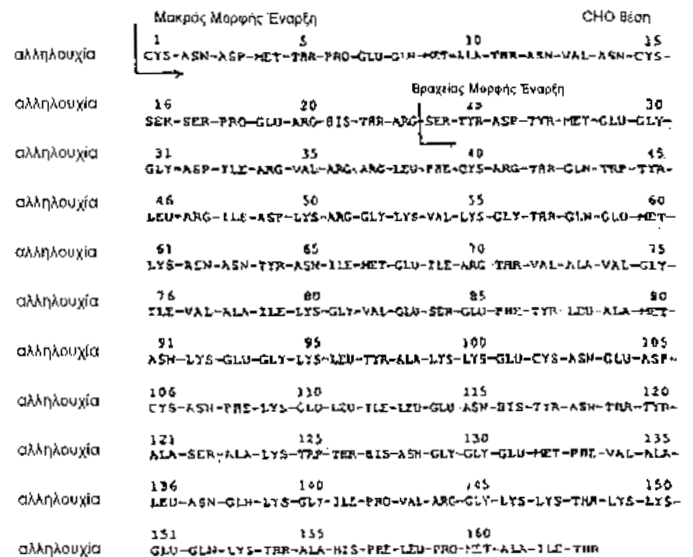 Μακράς Μορφής Έναρξη CHO θέση
1 5 10 15
αλληλουχία CYS-ASN-ASP-MET-THR-PRO-GLU-GLN-MET-ALA-THR-ASN-VAL-ASN-CYS-
Βραχείας Μορφής Έναρξη
16 20 25 30
αλληλουχία SER-SER-PRO-GLU-ARG-HIS-THR-ARG-SER-TYR-ASP-TYR-MET-GLU-GLY-
31 35 40 45
αλληλουχία GLY-ASP-ILE-ARG-VAL-ARG-ARG-LEU-PHE-CYS-ARG-THR-GLN-TRP-TYR-
46 50 55 60
αλληλουχία LEU-ARG-ILE-ASP-LYS-ARG-GLY-LYS-VAL-LYS-GLY-THR-GLN-GLU-MET-
61 65 70 75
αλληλουχία LYS-ASN-ASN-TYR-ASN-ILE-MET-GLU-ILE-ARG THR-VAL-ALA-VAL-GLY-
76 80 85 90
αλληλουχία ILE-VAL-ALA-ILE-LYS-GLY-VAL-GLU-SER-GLU-PHE-TYR-LEU-ALA-MET-
91 95 100 105
αλληλουχία ASN-LYS-GLU-GLY-LYS-LEU-TYR-ALA-LYS-LYS-GLU-CYS-ASN-GLU-ASP-
106 110 115 120
αλληλουχία CYS-ASN-PHE-LYS-GLU-LEU-ILE-LEU-GLU-ASN-HIS-TYR-ASN-THR-TYR-
121 125 130 135
αλληλουχία ALA-SER-ALA-LYS-TRP THR-HIS-ASN-GLY-GLY-GLU-MET-PHE-VAL-ALA-
136 140 145 150
αλληλουχία LEU-ASN-GLN-LYS-GLY-ILE-PRO-VAL-ARG-GLY-LYS-LYS-THR-LYS-LYS-
151 155 160
αλληλουχία GLU-GLN-LYS-THR-ALA-HIS-PHE-LEU-PRO-MET-ALA-ILE-THR